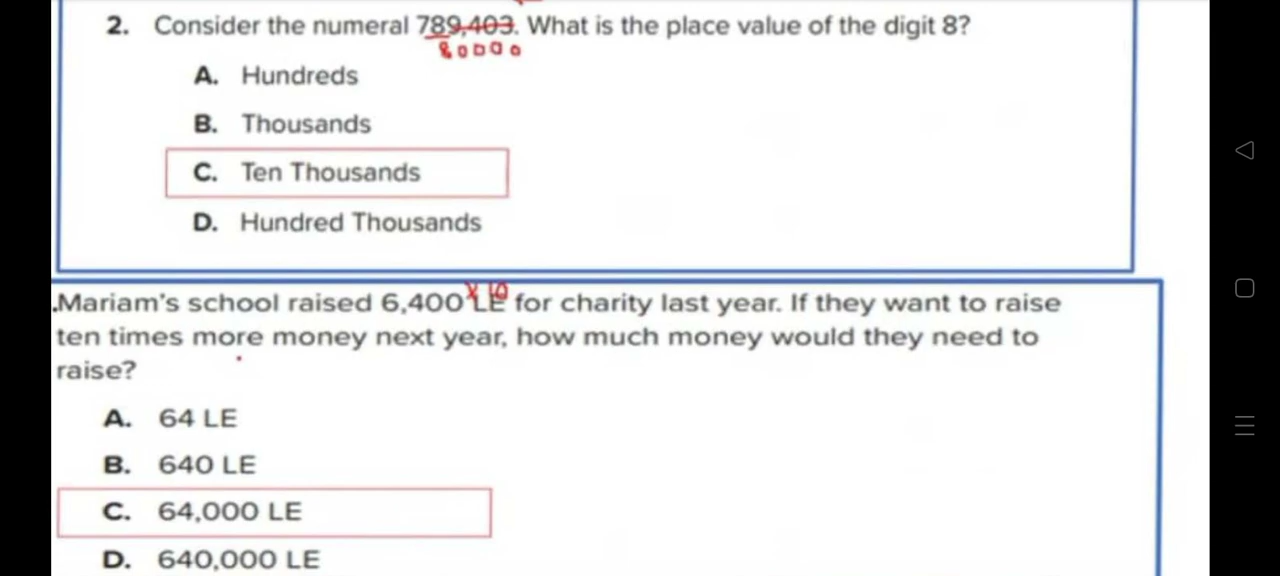 2. Consider the numeral 789,403. What is the place value of the digit 8?
80000
A. Hundreds
B. Thousands
C. Ten Thousands
D. Hundred Thousands
.Mariam's school raised 6,400 LE for charity last year. If they want to raise
x 10
ten times more money next year, how much money would they need to
raise?
A. 64 LE
B. 640 LE
C. 64,000 LE
D. 640,000 LE